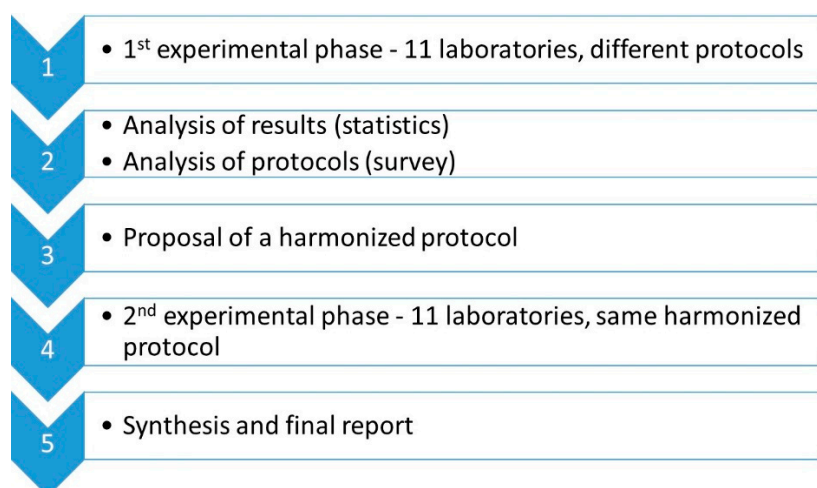 1
• 1st experimental phase - 11 laboratories, different protocols
2
• Analysis of results (statistics)
• Analysis of protocols (survey)
3
• Proposal of a harmonized protocol
4
• 2nd experimental phase - 11 laboratories, same harmonized
protocol
5
• Synthesis and final report